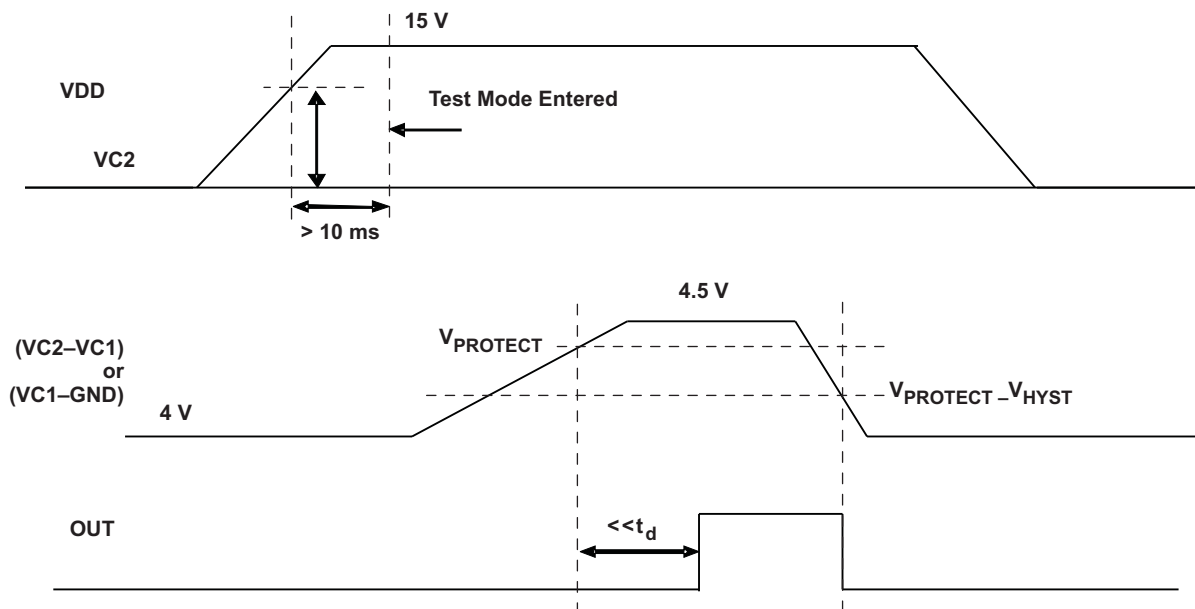 15 V
VDD
Test Mode Entered
VC2
> 10 ms
4.5 V
VPROTECT
(VC2–VC1)
or
(VC1–GND)
VPROTECT –VHYST
4 V
OUT
<<td